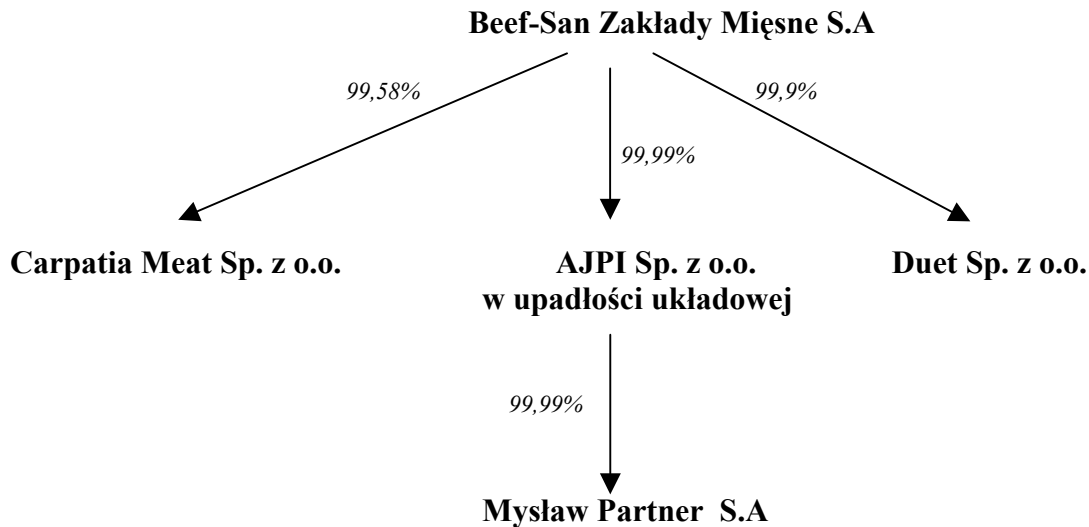 Beef-San Zakłady Mięsne S.A
99,58%
99,9%
99,99%
Carpatia Meat Sp. z o.o.
AJPI Sp. z o.o.
w upadłości układowej
Duet Sp. z o.o.
99,99%
Mysław Partner S.A